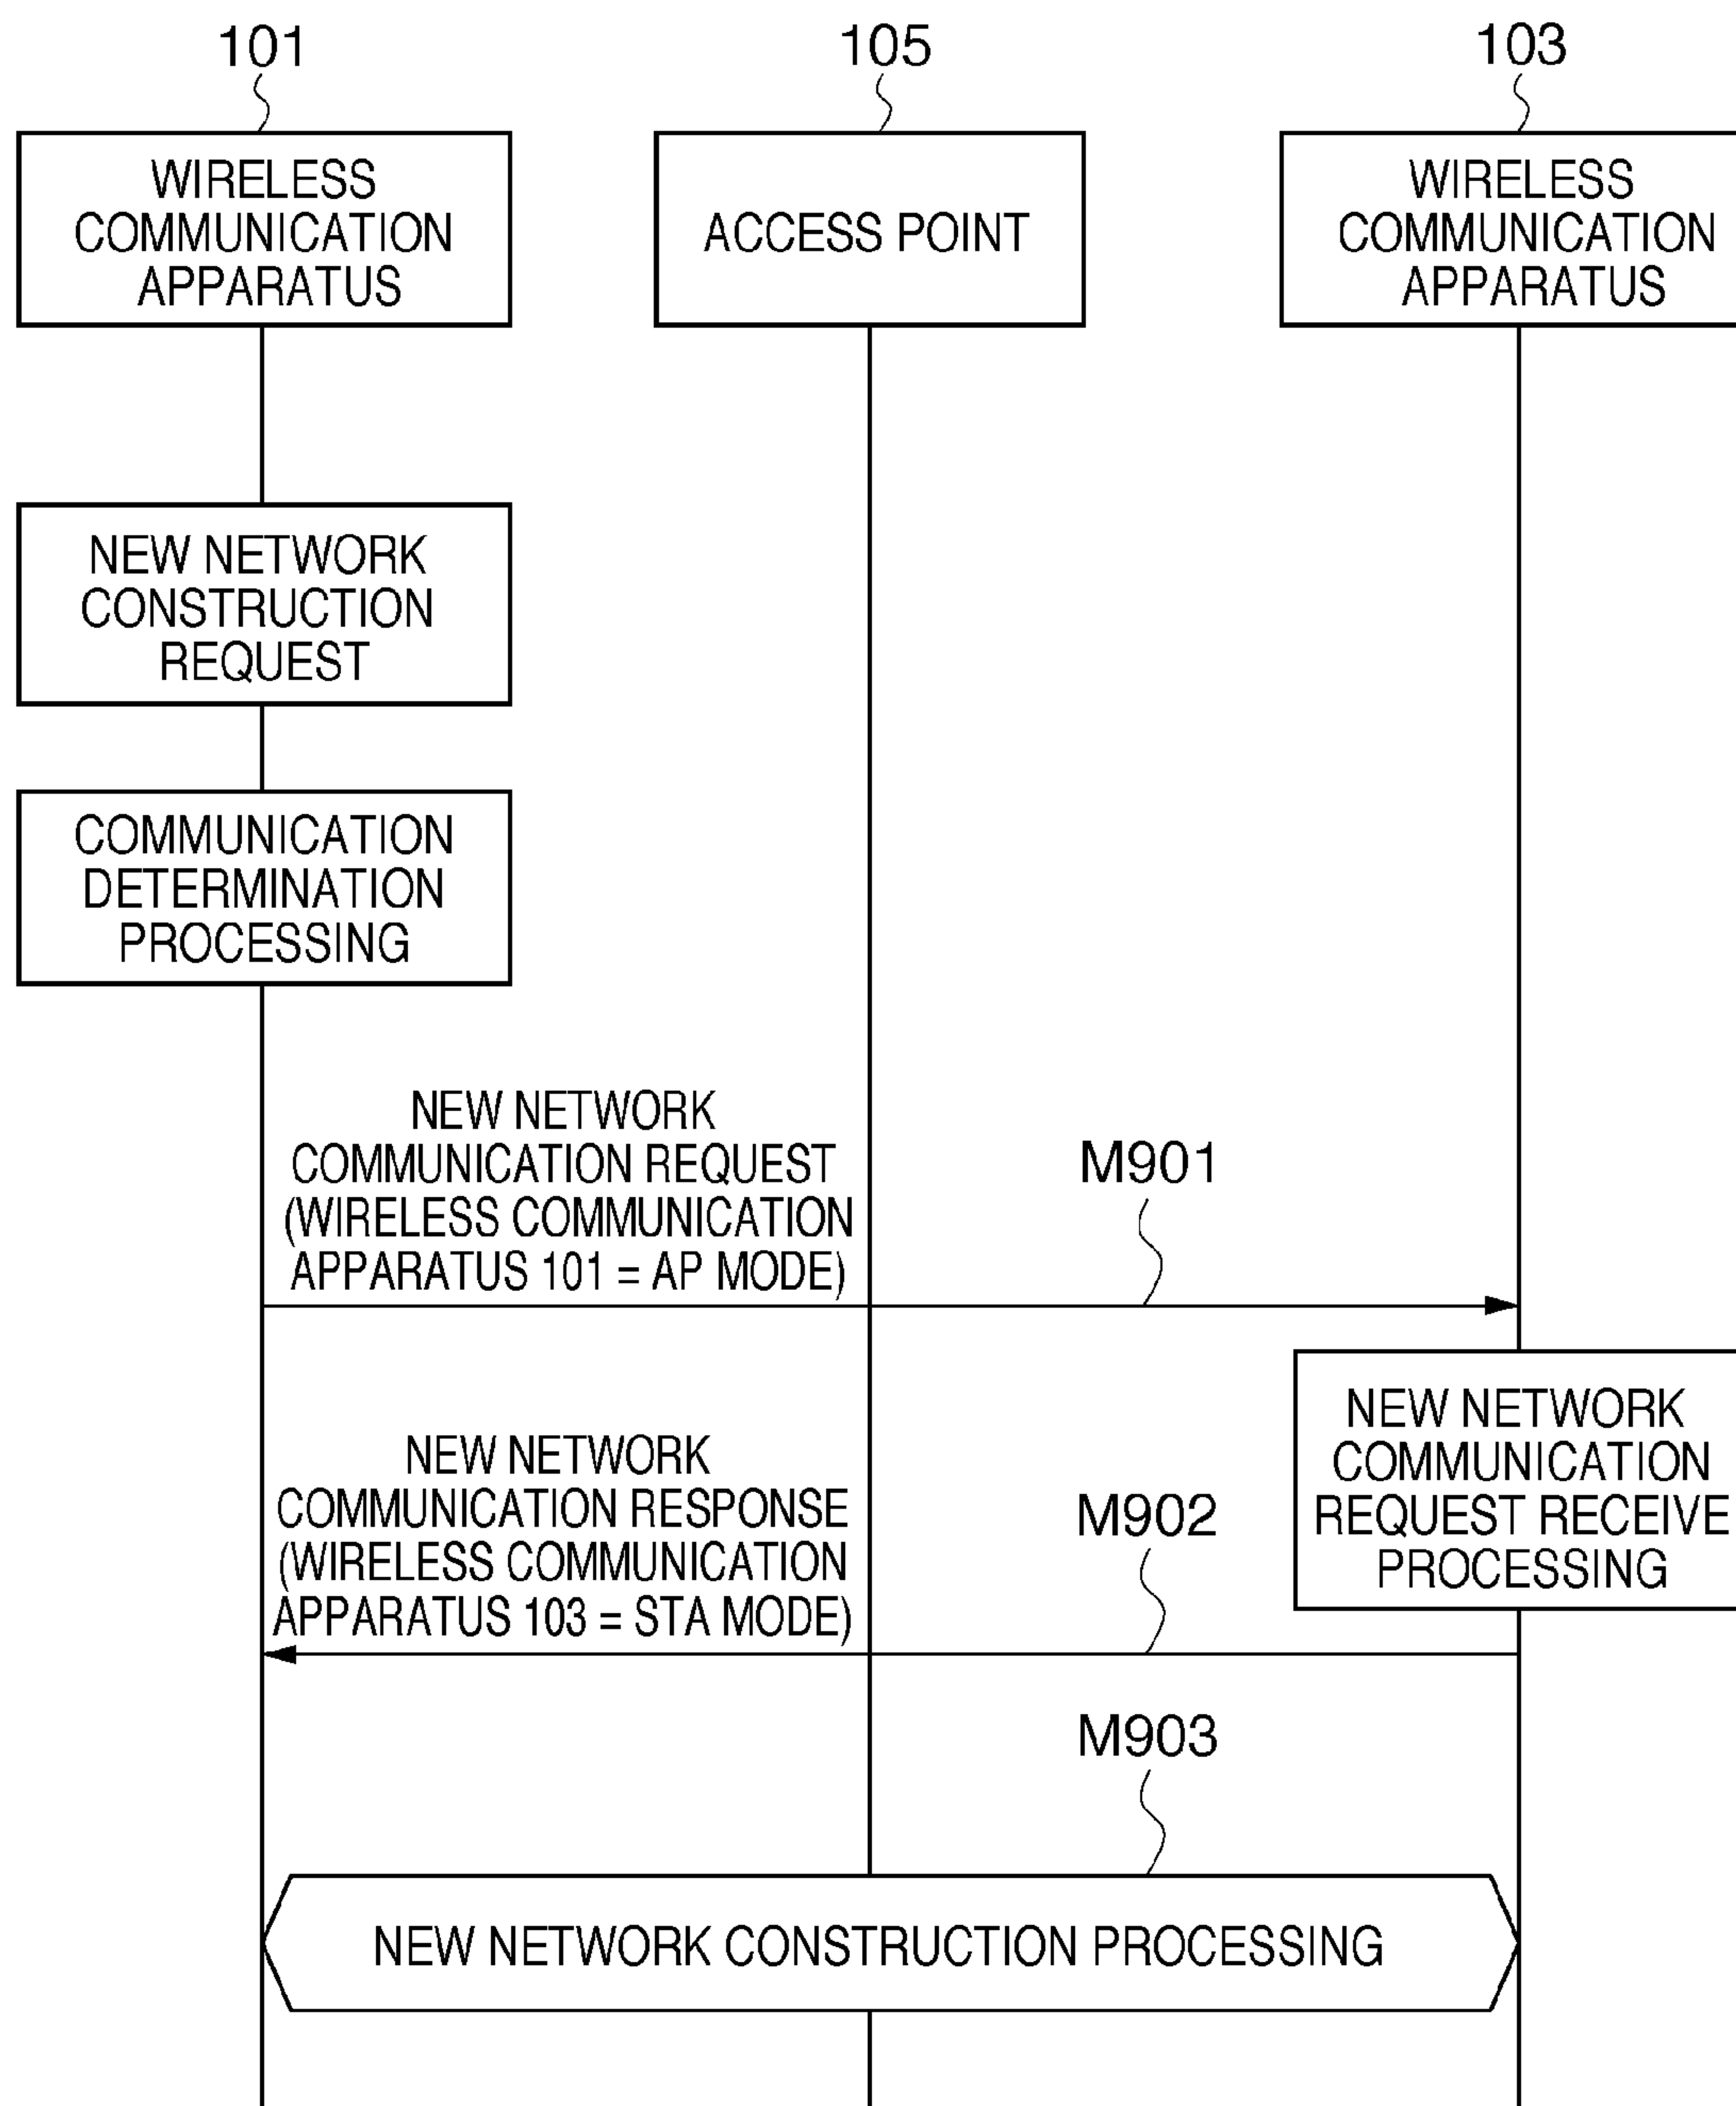 101
105
103
WIRELESS
COMMUNICATION
APPARATUS
ACCESS POINT
WIRELESS
COMMUNICATION
APPARATUS
NEW NETWORK
CONSTRUCTION
REQUEST
COMMUNICATION
DETERMINATION
PROCESSING
NEW NETWORK
COMMUNICATION REQUEST
(WIRELESS COMMUNICATION
APPARATUS 101 = AP MODE)
M901
NEW NETWORK
COMMUNICATION
REQUEST RECEIVE
PROCESSING
NEW NETWORK
COMMUNICATION RESPONSE
(WIRELESS COMMUNICATION
APPARATUS 103 = STA MODE)
M902
M903
NEW NETWORK CONSTRUCTION PROCESSING